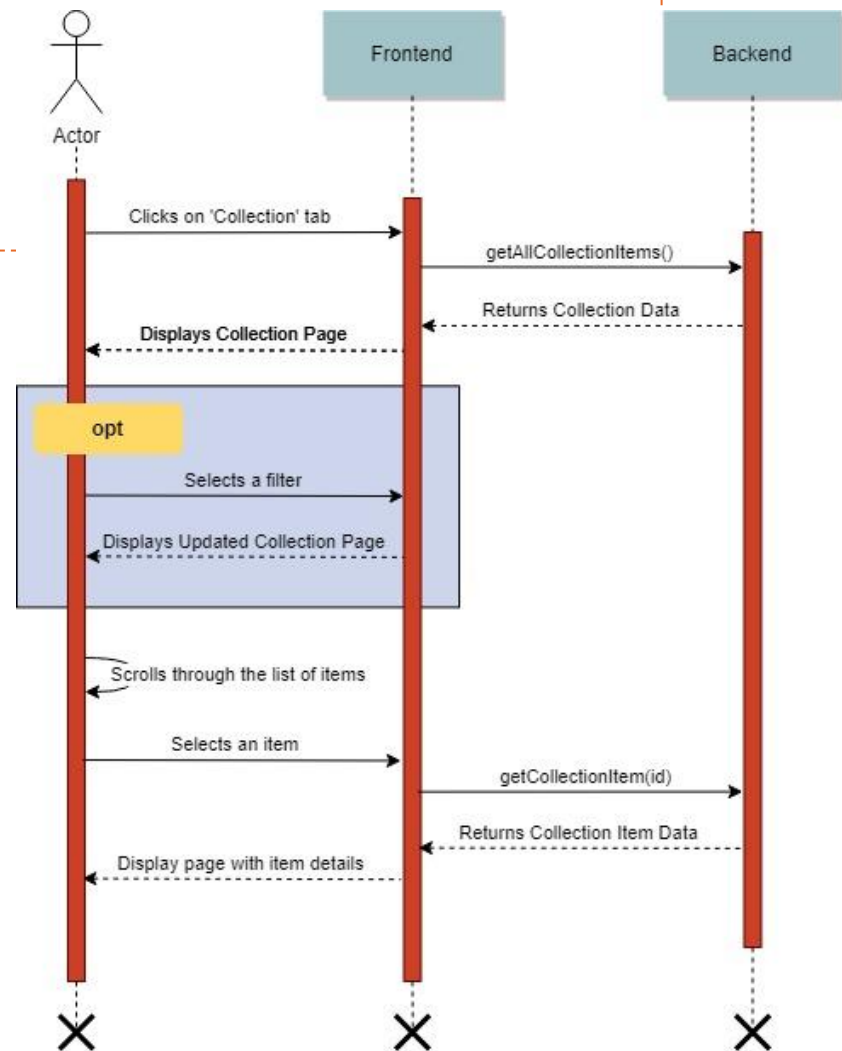 Frontend
Backend
Actor
Clicks on 'Collection' tab
getAllCollectionItems()
Returns Collection Data
Displays Collection Page
opt
Selects a filter
Displays Updated Collection Page
Scrolls through the list of items
Selects an item
getCollectionItem(id)
Returns Collection Item Data
Display page with item details